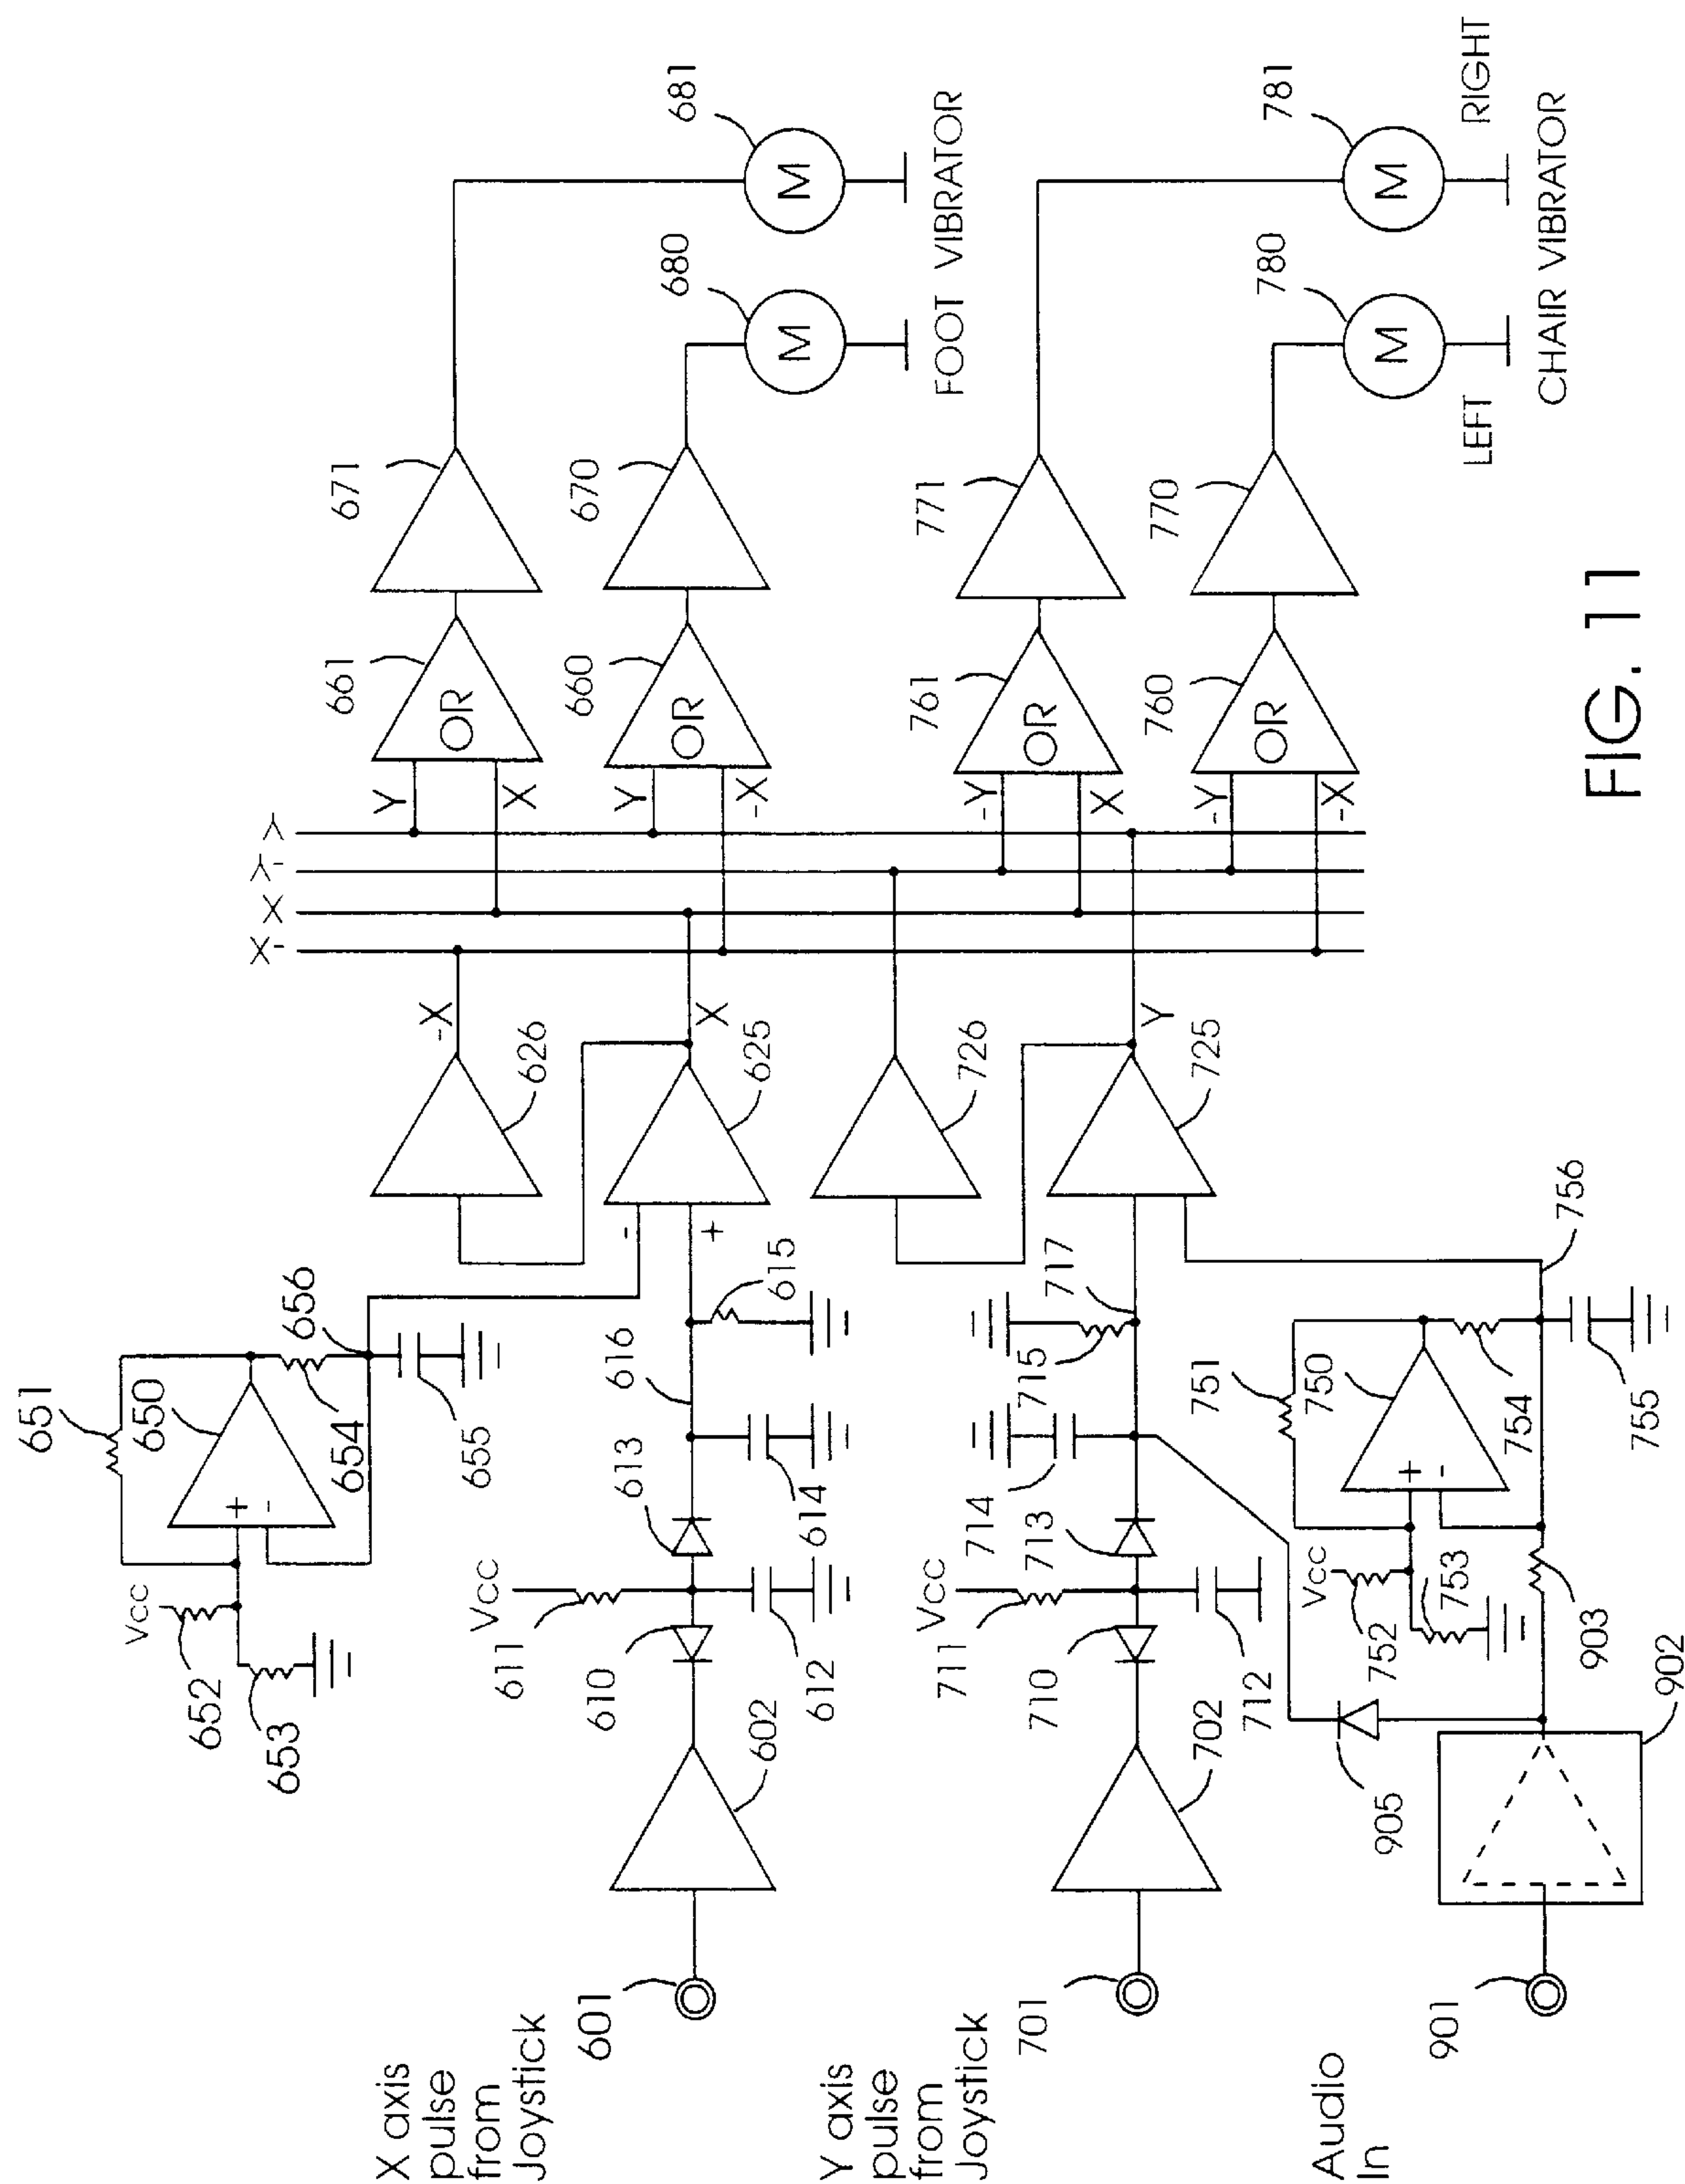 X axis
pulse
from
Joystick
601
602
610
611
Vcc
612
613
614
616
615
Vcc
652
653
651
650
+
-
654
656
655
-
+
626
625
-X
X
Y axis
pulse
from
Joystick
701
702
710
711
Vcc
712
713
714
715
717
726
725
Y
Audio
In
901
902
905
903
Vcc
752
753
751
750
+
-
754
755
756
X-
X
Y-
Y
Y
X
OR
661
671
681
M
Y
-X
OR
660
670
680
M
FOOT VIBRATOR
-Y
X
OR
761
771
781
M
RIGHT
-Y
-X
OR
760
770
780
M
LEFT
CHAIR VIBRATOR
FIG. 11